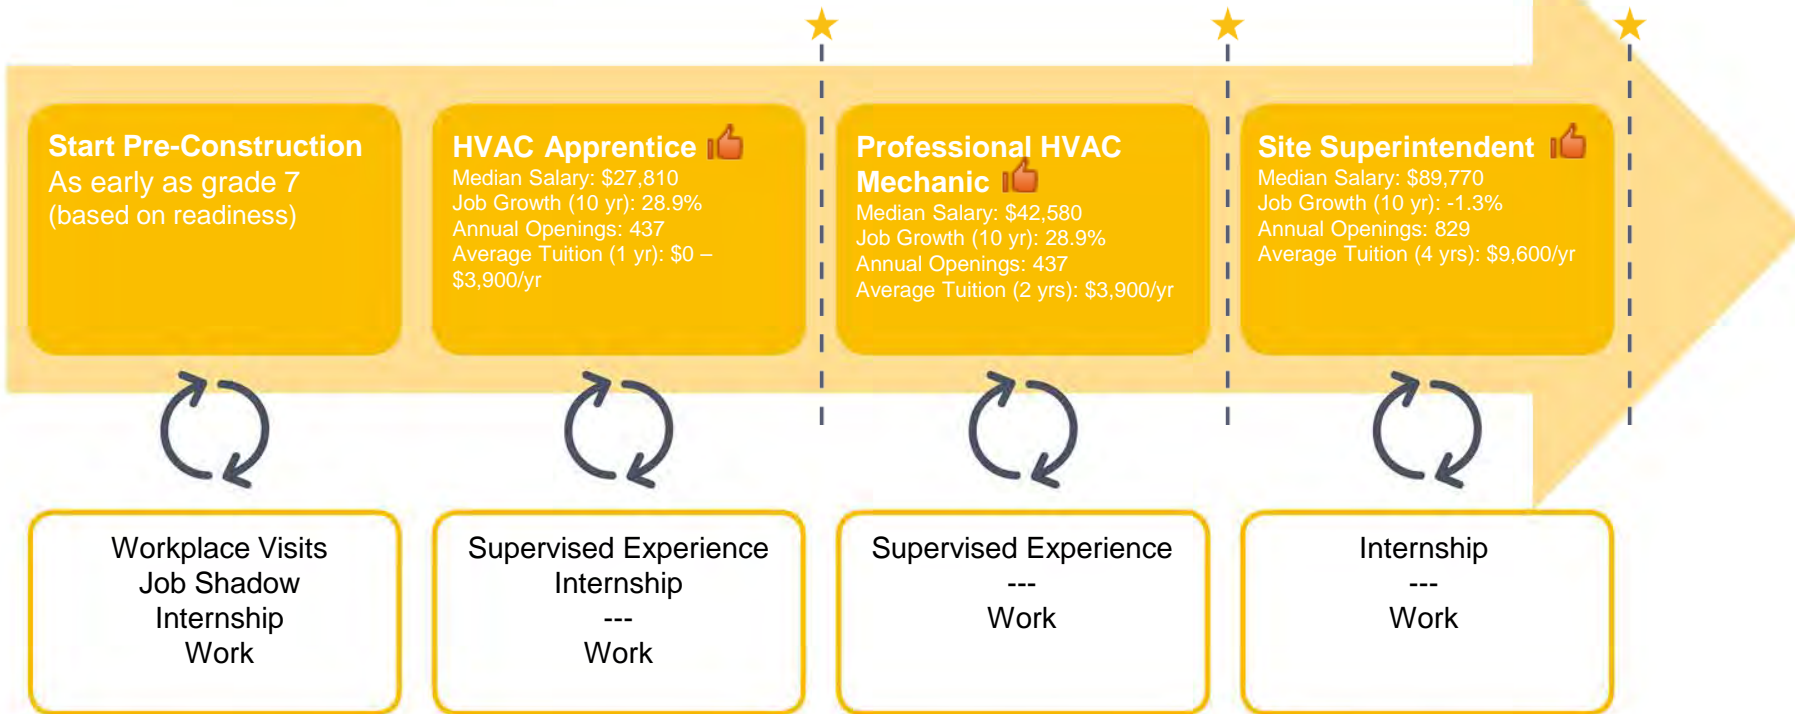 Start Pre-Construction
As early as grade 7
(based on readiness)
HVAC Apprentice
Median Salary: $27,810
Job Growth (10 yr): 28.9%
Annual Openings: 437
Average Tuition (1 yr): $0 –
$3,900/yr
Professional HVAC
Mechanic
Median Salary: $42,580
Job Growth (10 yr): 28.9%
Annual Openings: 437
Average Tuition (2 yrs): $3,900/yr
Site Superintendent
Median Salary: $89,770
Job Growth (10 yr): -1.3%
Annual Openings: 829
Average Tuition (4 yrs): $9,600/yr
Workplace Visits
Job Shadow
Internship
Work
Supervised Experience
Internship
---
Work
Supervised Experience
---
Work
Internship
---
Work